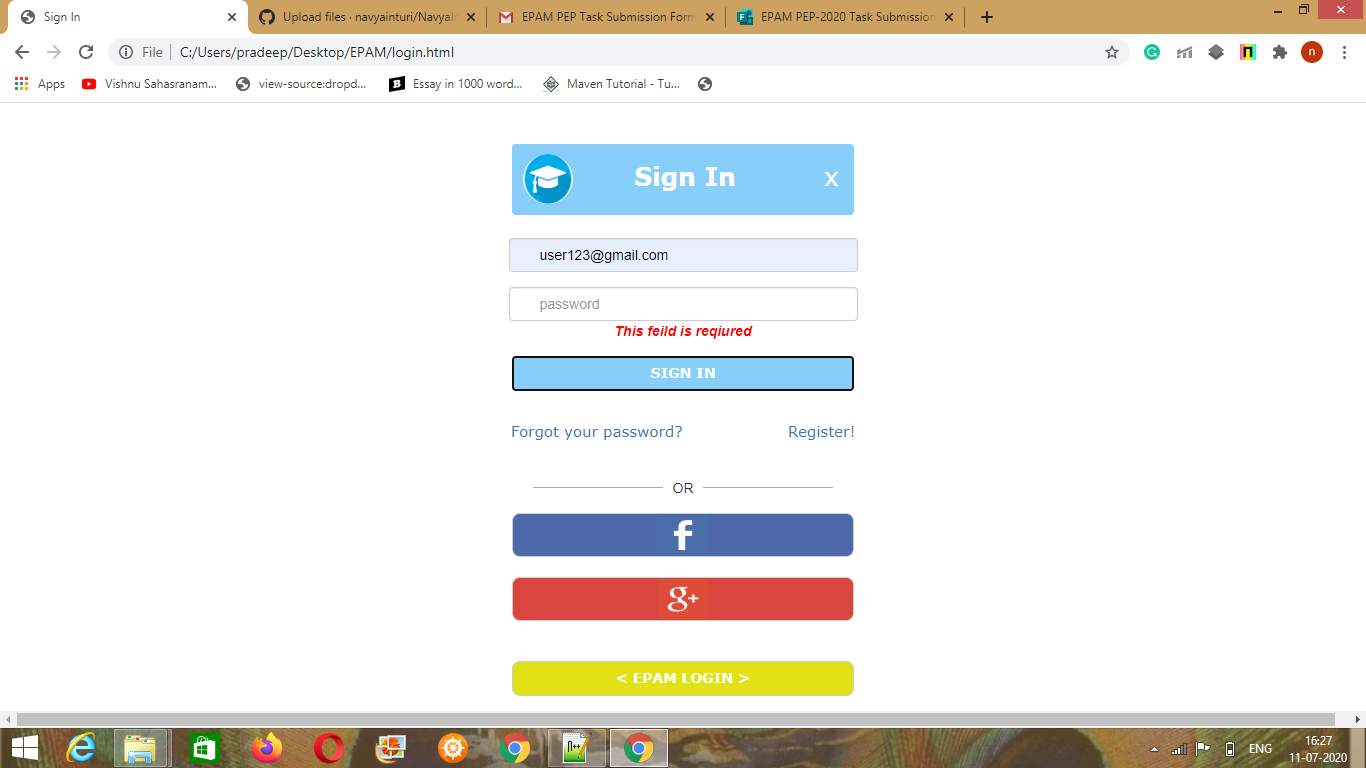 Sign In
Upload files · navyainturi/NavyaIn
EPAM PEP Task Submission Form
EPAM PEP-2020 Task Submission
File
C:/Users/pradeep/Desktop/EPAM/login.html
n
Apps
Vishnu Sahasranam...
view-source:dropd...
Essay in 1000 word...
Maven Tutorial - Tu...
Sign In
X
user123@gmail.com
password
This feild is reqiured
SIGN IN
Forgot your password?
Register!
OR
f
g+
< EPAM LOGIN >
ENG
16:27
11-07-2020